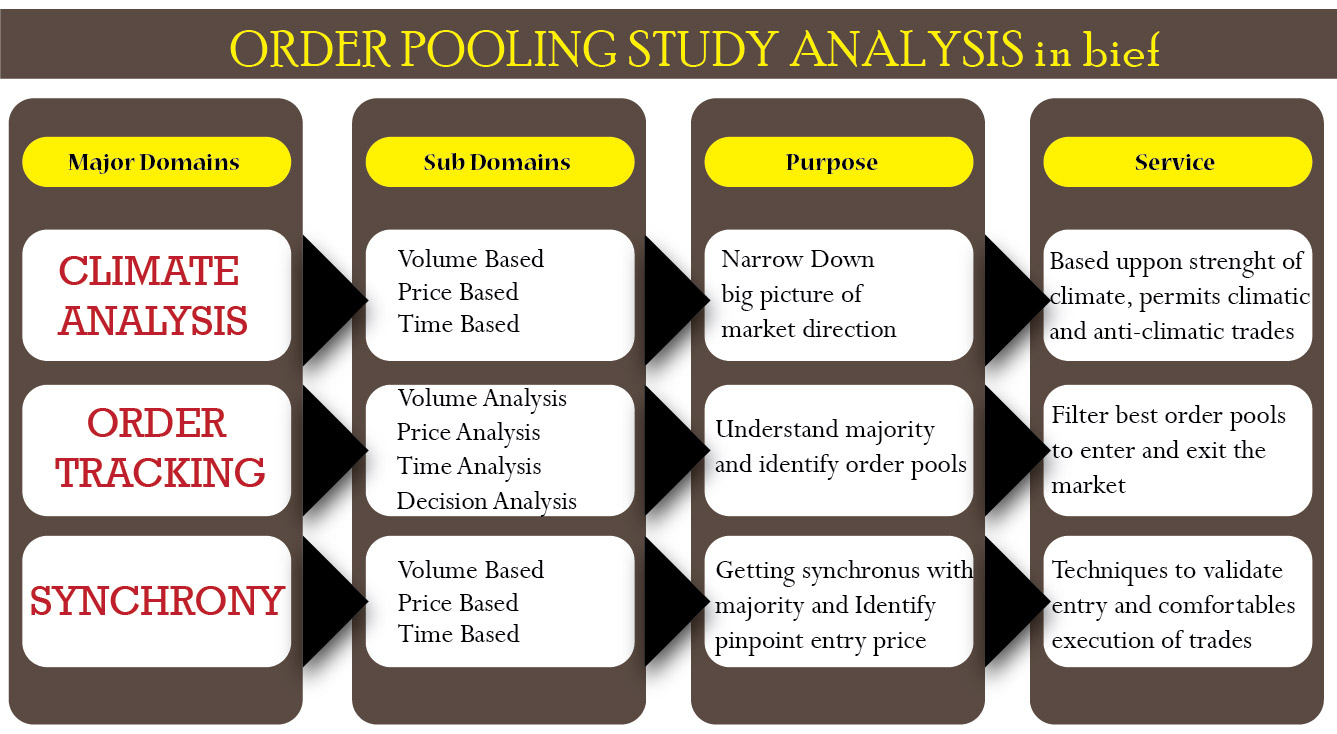 ORDER POOLING STUDY ANALYSIS in bief
Major Domains
Sub Domains
Purpose
Service
CLIMATE
ANALYSIS
Volume Based
Price Based
Time Based
Narrow Down
big picture of
market direction
Based uppon strenght of
climate, permits climatic
and anti-climatic trades
ORDER
TRACKING
Volume Analysis
Price Analysis
Time Analysis
Decision Analysis
Understand majority
and identify order pools
Filter best order pools
to enter and exit the
market
SYNCHRONY
Volume Based
Price Based
Time Based
Getting synchronus with
majority and Identify
pinpoint entry price
Techniques to validate
entry and comfortables
execution of trades